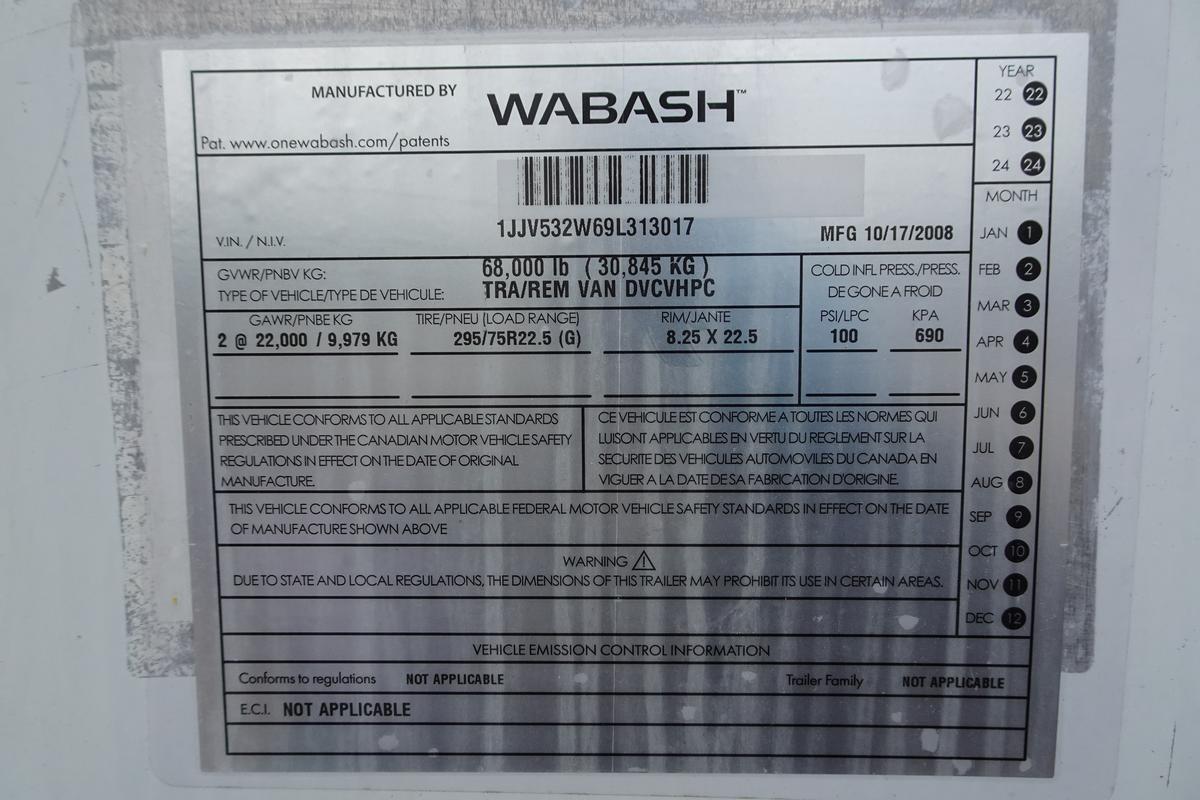 MANUFACTURED BY WABASH™
Pat. www.onewabash.com/patents
1JJV532W69L313017
V.IN. / N.I.V.
MFG 10/17/2008
GVWR/PNBV KG: 68,000 lb ( 30,845 KG )
TYPE OF VEHICLE/TYPE DE VEHICULE: TRA/REM VAN DVCVHPC
COLD INFL PRESS./PRESS.
DE GONE A FROID
GAWR/PNBE KG TIRE/PNEU (LOAD RANGE) RIM/JANTE PSI/LPC KPA
2 @ 22,000 / 9,979 KG 295/75R22.5 (G) 8.25 X 22.5 100 690
THIS VEHICLE CONFORMS TO ALL APPLICABLE STANDARDS
PRESCRIBED UNDER THE CANADIAN MOTOR VEHICLE SAFETY
REGULATIONS IN EFFECT ON THE DATE OF ORIGINAL
MANUFACTURE.
CE VEHICULE EST CONFORME A TOUTES LES NORMES QUI
LUISONT APPLICABLES EN VERTU DU REGLEMENT SUR LA
SECURITE DES VEHICULES AUTOMOVILES DU CANADA EN
VIGUER A LA DATE DE SA FABRICATION D'ORIGINE.
THIS VEHICLE CONFORMS TO ALL APPLICABLE FEDERAL MOTOR VEHICLE SAFETY STANDARDS IN EFFECT ON THE DATE
OF MANUFACTURE SHOWN ABOVE
WARNING
DUE TO STATE AND LOCAL REGULATIONS, THE DIMENSIONS OF THIS TRAILER MAY PROHIBIT ITS USE IN CERTAIN AREAS.
YEAR
22 22
23 23
24 24
MONTH
JAN 1
FEB 2
MAR 3
APR 4
MAY 5
JUN 6
JUL 7
AUG 8
SEP 9
OCT 10
NOV 11
DEC 12
VEHICLE EMISSION CONTROL INFORMATION
Conforms to regulations NOT APPLICABLE Trailer Family NOT APPLICABLE
E.C.I. NOT APPLICABLE